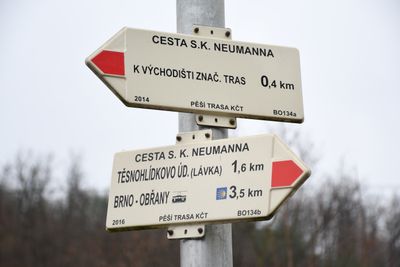 CESTA S.K. NEUMANNA
K VÝCHODIŠTI ZNAČ. TRAS 0,4 km
2014 PĚŠÍ TRASA KČT BO134a
CESTA S. K. NEUMANNA
TĚSNOHLÍDKOVO ÚD. (LÁVKA) 1,6 km
BRNO - OBŘANY 3,5 km
2016 PĚŠÍ TRASA KČT BO134b